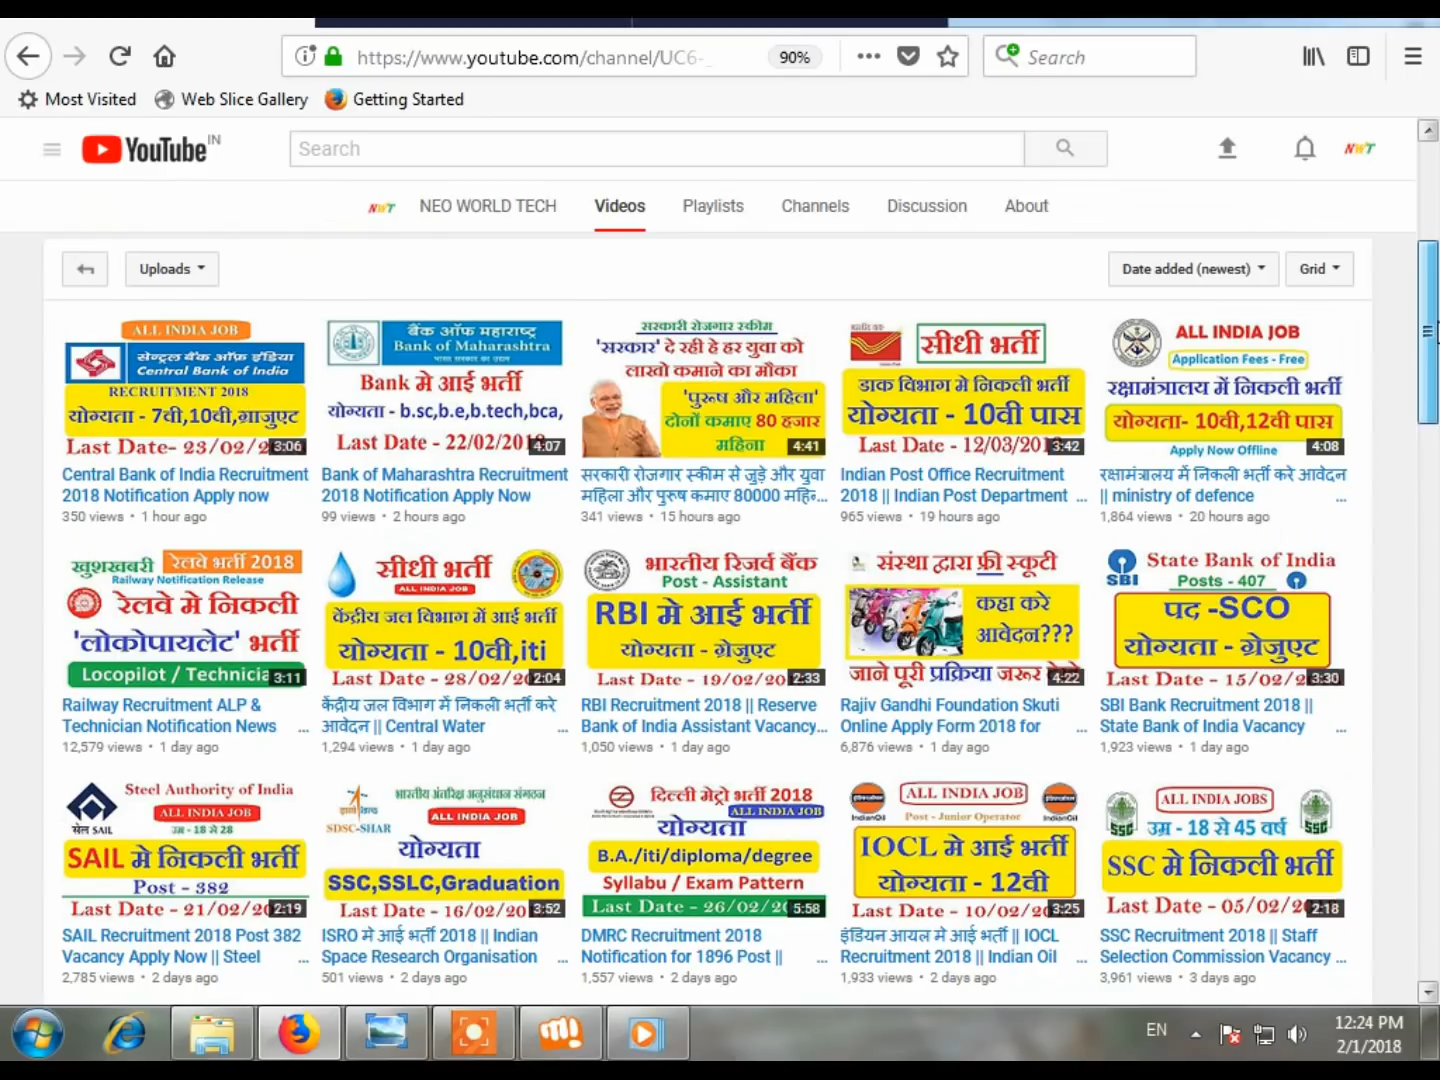 https://www.youtube.com/channel/UC6-_
90%
Search
Most Visited
Web Slice Gallery
Getting Started
YouTube IN
Search
NWT
NWT
NEO WORLD TECH
Videos
Playlists
Channels
Discussion
About
Uploads
Date added (newest)
Grid
ALL INDIA JOB
सेन्ट्रल बैंक ऑफ़ इंडिया
Central Bank of India
RECRUITMENT 2018
योग्यता - 7वी,10वी,ग्राजुएट
Last Date- 23/02/2
3:06
Central Bank of India Recruitment
2018 Notification Apply now
350 views • 1 hour ago
बैंक ऑफ महाराष्ट्र
Bank of Maharashtra
भारत सरकार का उद्यम
Bank मे आई भर्ती
योग्यता - b.sc,b.e,b.tech,bca,
Last Date - 22/02/201
4:07
Bank of Maharashtra Recruitment
2018 Notification Apply Now
99 views • 2 hours ago
सरकारी रोजगार स्कीम
'सरकार' दे रही हे हर युवा को
लाखो कमाने का मौका
'पुरूष और महिला'
दोनों कमाए 80 हजार
महिना
4:41
सरकारी रोजगार स्कीम से जुड़े और युवा
महिला और पुरूष कमाए 80000 महि...
341 views • 15 hours ago
सीधी भर्ती
डाक विभाग मे निकली भर्ती
योग्यता - 10वी पास
Last Date - 12/03/201
3:42
Indian Post Office Recruitment
2018 || Indian Post Department ...
965 views • 19 hours ago
ALL INDIA JOB
Application Fees - Free
रक्षामंत्रालय में निकली भर्ती
योग्यता- 10वी,12वी पास
Apply Now Offline
4:08
रक्षामंत्रालय में निकली भर्ती करे आवेदन
|| ministry of defence ...
1,864 views • 20 hours ago
खुशखबरी
रेलवे भर्ती 2018
Railway Notification Release
रेलवे मे निकली
'लोकोपायलेट' भर्ती
Locopilot / Technicia
3:11
Railway Recruitment ALP &
Technician Notification News ...
12,579 views • 1 day ago
सीधी भर्ती
ALL INDIA JOB
केंद्रीय जल विभाग में आई भर्ती
योग्यता - 10वी,iti
Last Date - 28/02/20
2:04
केंद्रीय जल विभाग में निकली भर्ती करे
आवेदन || Central Water ...
1,294 views • 1 day ago
भारतीय रिजर्व बैंक
Post - Assistant
RBI मे आई भर्ती
योग्यता - ग्रेजुएट
Last Date - 19/02/20
2:33
RBI Recruitment 2018 || Reserve
Bank of India Assistant Vacancy...
1,050 views • 1 day ago
संस्था द्वारा फ्री स्कूटी
कहा करे
आवेदन???
जाने पूरी प्रक्रिया जरूर
4:22
Rajiv Gandhi Foundation Skuti
Online Apply Form 2018 for ...
6,876 views • 1 day ago
State Bank of India
SBI
Posts - 407
पद -SCO
योग्यता - ग्रेजुएट
Last Date - 15/02/2
3:30
SBI Bank Recruitment 2018 ||
State Bank of India Vacancy ...
1,923 views • 1 day ago
Steel Authority of India
ALL INDIA JOB
सेल SAIL
उम्र - 18 से 28
SAIL मे निकली भर्ती
Post - 382
Last Date - 21/02/20
2:19
SAIL Recruitment 2018 Post 382
Vacancy Apply Now || Steel ...
2,785 views • 2 days ago
भारतीय अंतरिक्ष अनुसंधान संगठन
SDSC-SHAR
ALL INDIA JOB
योग्यता
SSC,SSLC,Graduation
Last Date - 16/02/20
3:52
ISRO मे आई भर्ती 2018 || Indian
Space Research Organisation ...
501 views • 2 days ago
दिल्ली मेट्रो भर्ती 2018
ALL INDIA JOB
योग्यता
B.A./iti/diploma/degree
Syllabu / Exam Pattern
Last Date - 26/02/20
5:58
DMRC Recruitment 2018
Notification for 1896 Post || ...
1,557 views • 2 days ago
ALL INDIA JOB
IndianOil
Post - Junior Operator
IndianOil
IOCL मे आई भर्ती
योग्यता - 12वी
Last Date - 10/02/20
3:25
इंडियन आयल मे आई भर्ती || IOCL
Recruitment 2018 || Indian Oil ...
1,933 views • 2 days ago
ALL INDIA JOBS
उम्र - 18 से 45 वर्ष
SSC
SSC
SSC मे निकली भर्ती
Last Date - 05/02/20
2:18
SSC Recruitment 2018 || Staff
Selection Commission Vacancy ...
3,961 views • 3 days ago
EN
12:24 PM
2/1/2018